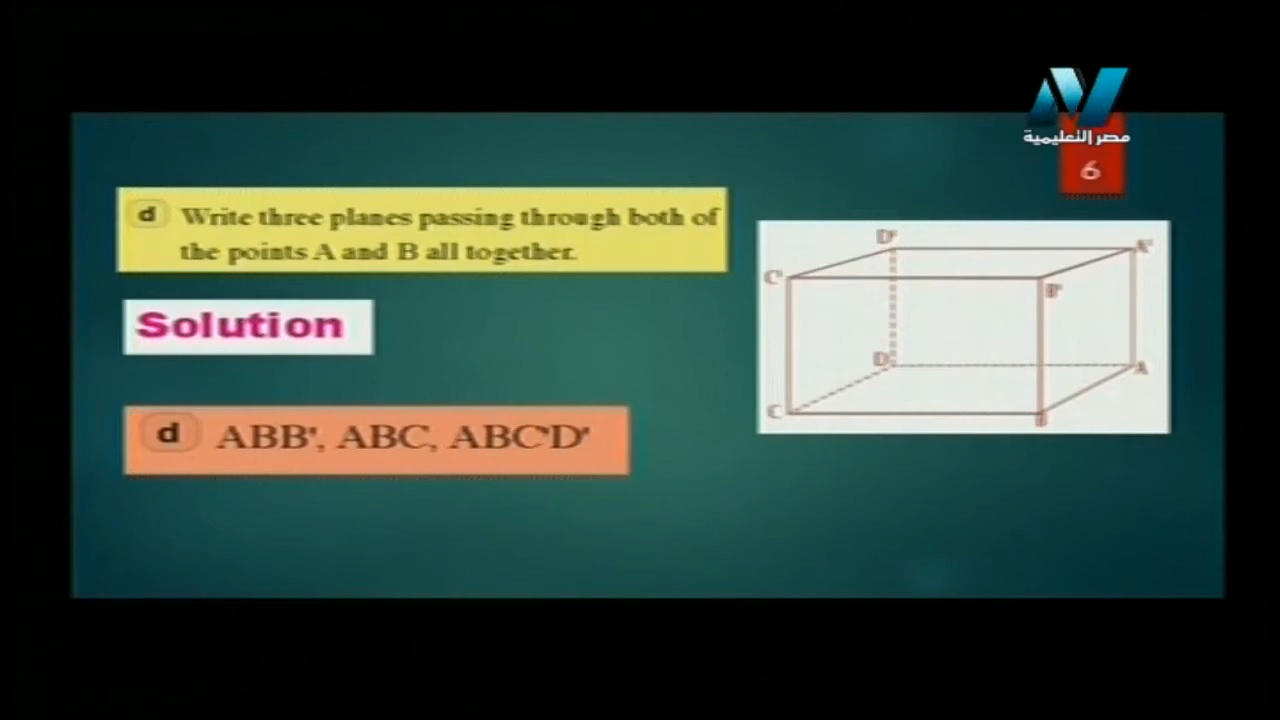 مصر التعليمية
6
d Write three planes passing through both of
the points A and B all together.
Solution
d ABB', ABC, ABC'D'
D'
A'
C'
B'
D
A
C
B